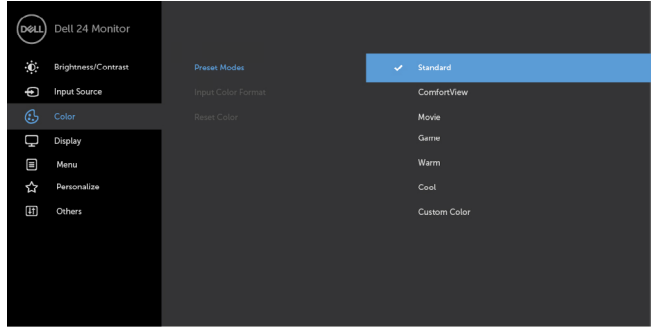 DELL Dell 24 Monitor
Brightness/Contrast Preset Modes Standard
Input Source Input Color Format ComfortView
Color Reset Color Movie
Display Game
Menu Warm
Personalize Cool
Others Custom Color